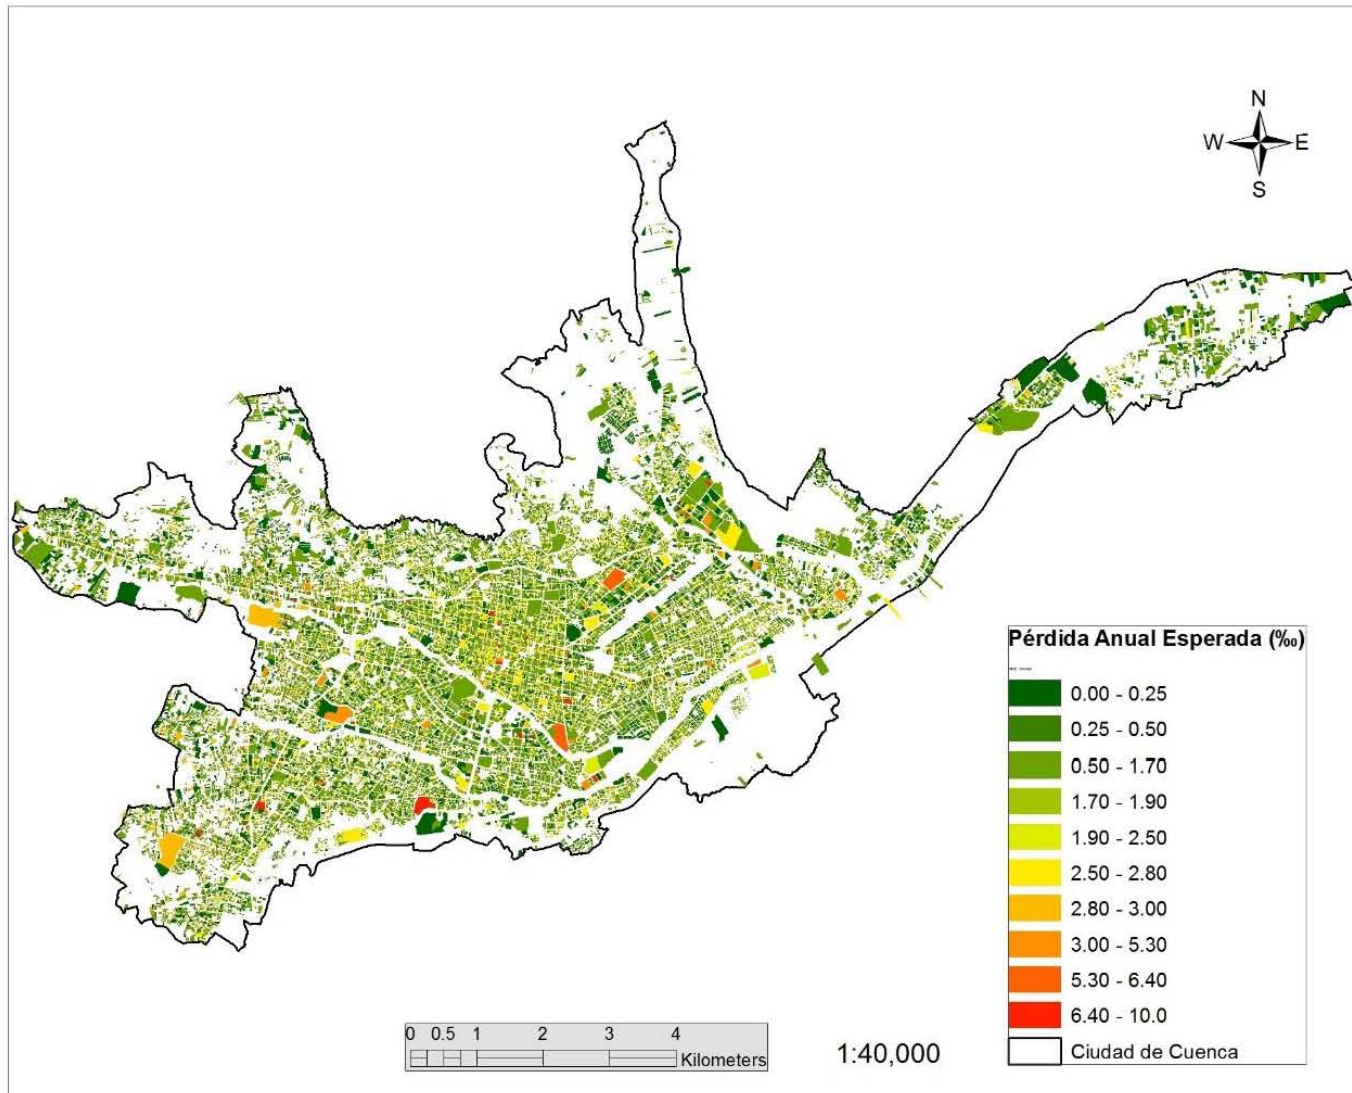 N
W E
S
Pérdida Anual Esperada (‰)
0.00 - 0.25
0.25 - 0.50
0.50 - 1.70
1.70 - 1.90
1.90 - 2.50
2.50 - 2.80
2.80 - 3.00
3.00 - 5.30
5.30 - 6.40
6.40 - 10.0
Ciudad de Cuenca
0 0.5 1 2 3 4
Kilometers
1:40,000